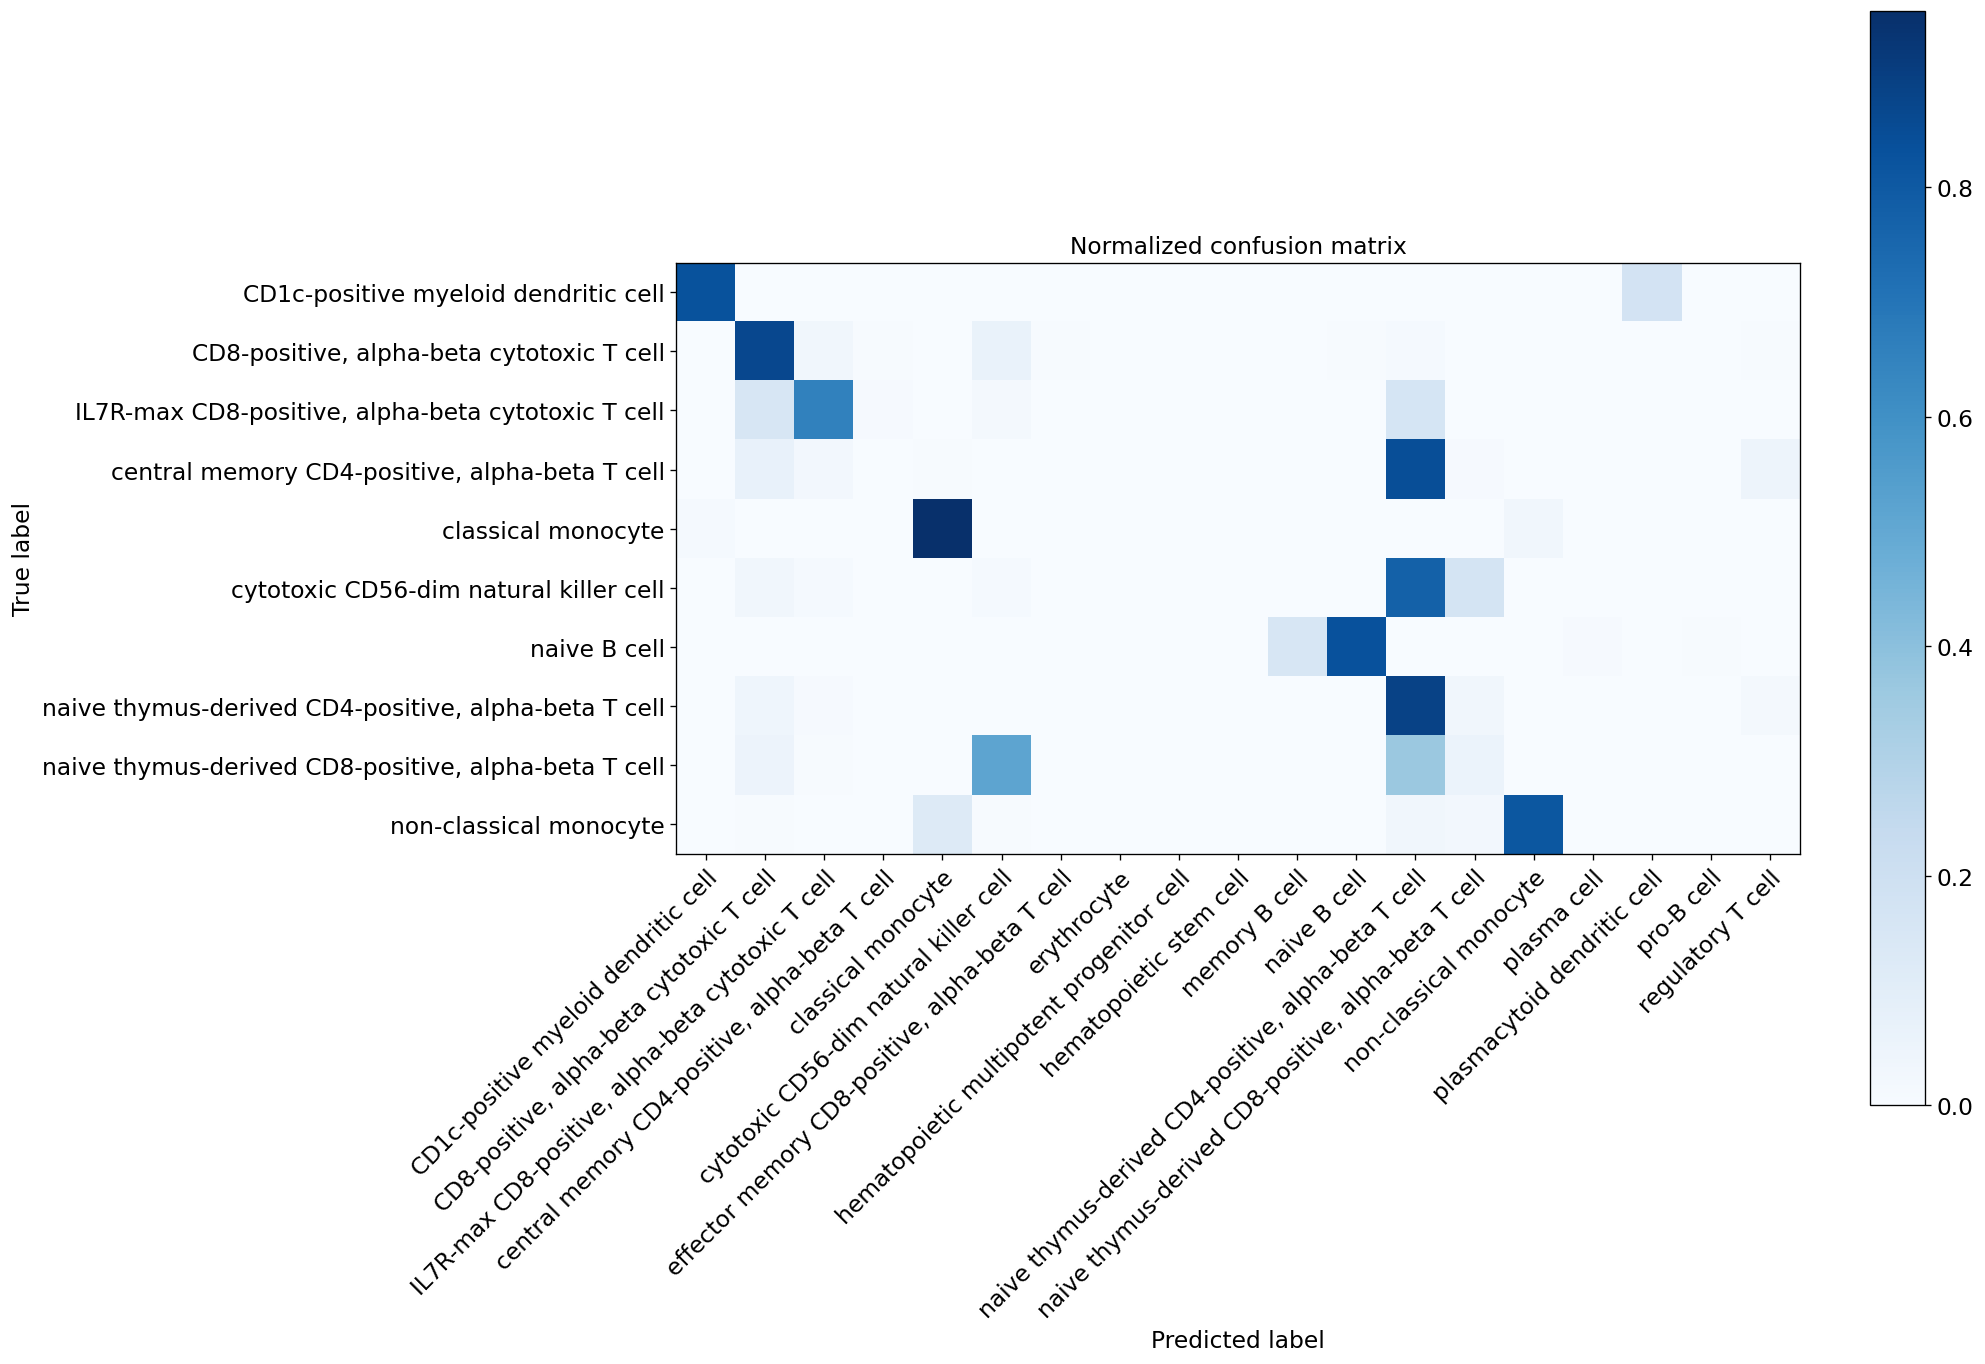 Normalized confusion matrix
True label
CD1c-positive myeloid dendritic cell
CD8-positive, alpha-beta cytotoxic T cell
IL7R-max CD8-positive, alpha-beta cytotoxic T cell
central memory CD4-positive, alpha-beta T cell
classical monocyte
cytotoxic CD56-dim natural killer cell
naive B cell
naive thymus-derived CD4-positive, alpha-beta T cell
naive thymus-derived CD8-positive, alpha-beta T cell
non-classical monocyte
CD1c-positive myeloid dendritic cell
CD8-positive, alpha-beta cytotoxic T cell
IL7R-max CD8-positive, alpha-beta cytotoxic T cell
central memory CD4-positive, alpha-beta T cell
classical monocyte
cytotoxic CD56-dim natural killer cell
effector memory CD8-positive, alpha-beta T cell
erythrocyte
hematopoietic multipotent progenitor cell
hematopoietic stem cell
memory B cell
naive B cell
naive thymus-derived CD4-positive, alpha-beta T cell
naive thymus-derived CD8-positive, alpha-beta T cell
non-classical monocyte
plasma cell
plasmacytoid dendritic cell
pro-B cell
regulatory T cell
Predicted label
0.8
0.6
0.4
0.2
0.0